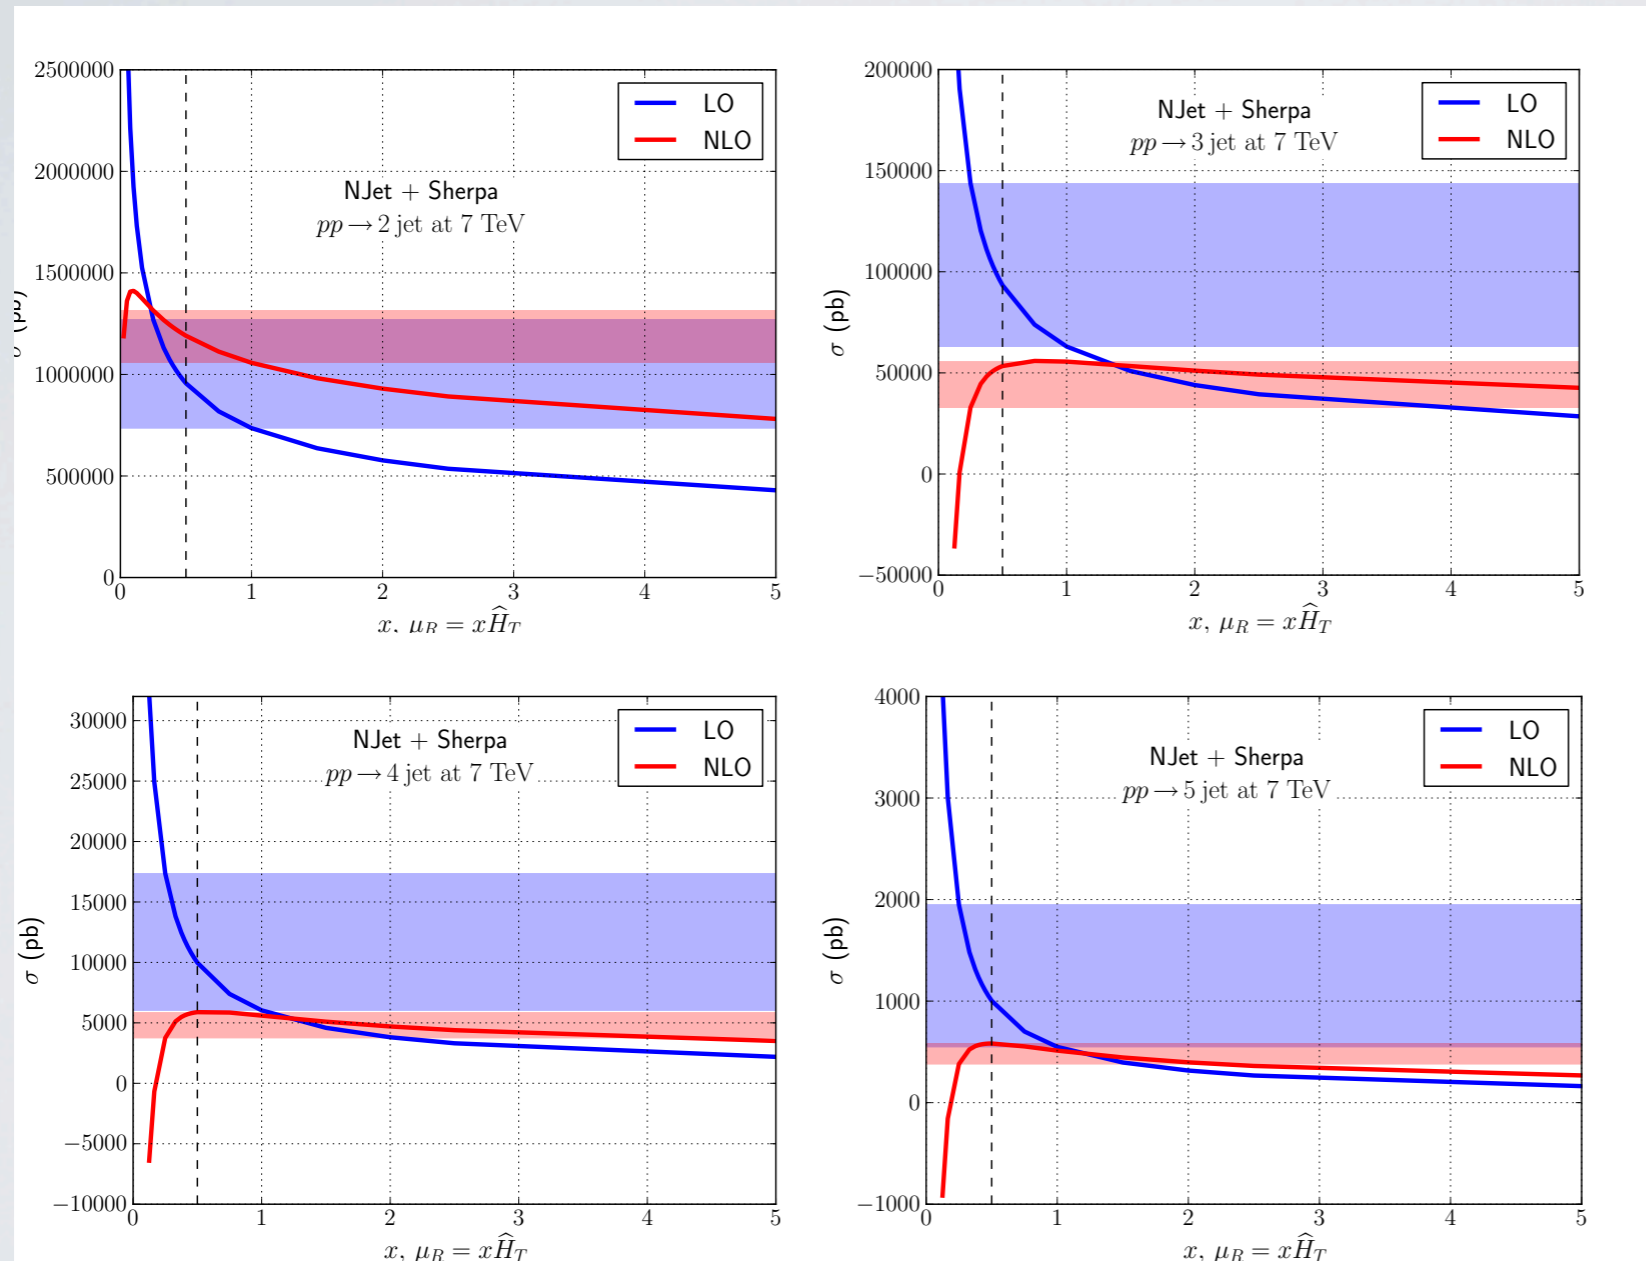 2500000
2000000
1500000
1000000
500000
0
σ (pb)
LO
NLO
NJet + Sherpa
pp → 2 jet at 7 TeV
0 1 2 3 4 5
x, μ_R = xĤ_T
200000
150000
100000
50000
0
−50000
σ (pb)
NJet + Sherpa
pp → 3 jet at 7 TeV
LO
NLO
0 1 2 3 4 5
x, μ_R = xĤ_T
30000
25000
20000
15000
10000
5000
0
−5000
−10000
σ (pb)
NJet + Sherpa
pp → 4 jet at 7 TeV
LO
NLO
0 1 2 3 4 5
x, μ_R = xĤ_T
4000
3000
2000
1000
0
−1000
σ (pb)
NJet + Sherpa
pp → 5 jet at 7 TeV
LO
NLO
0 1 2 3 4 5
x, μ_R = xĤ_T